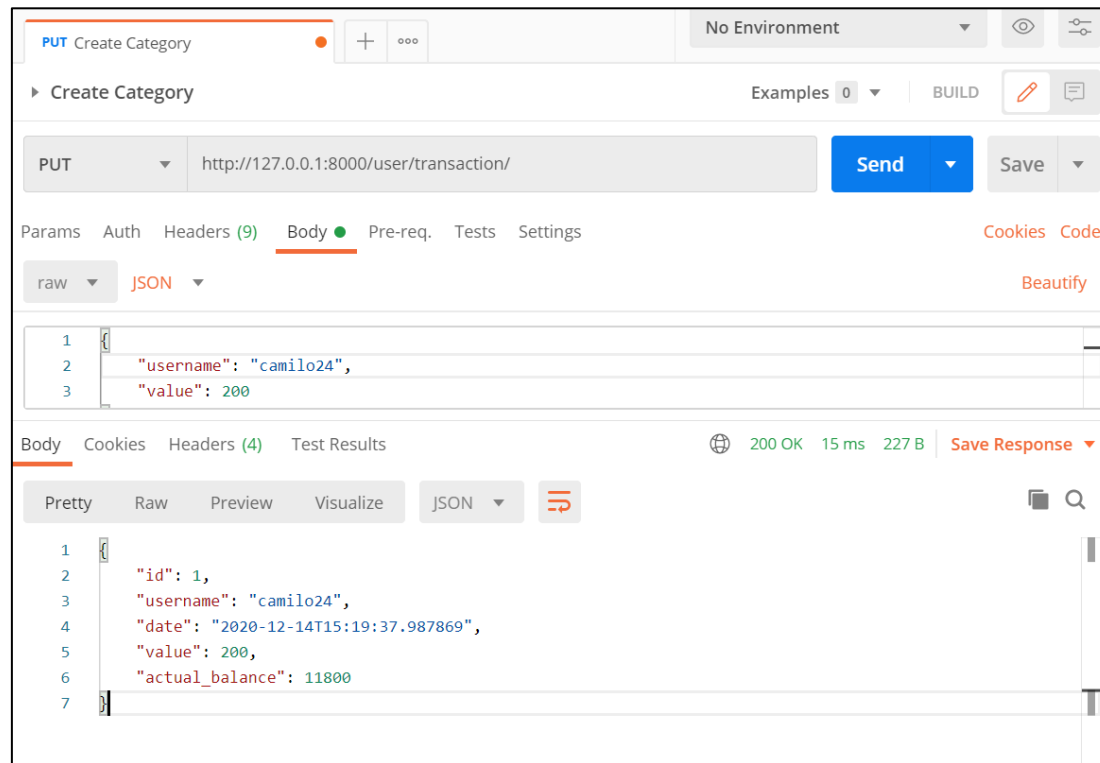 PUT Create Category
No Environment
Create Category
Examples 0
BUILD
PUT
http://127.0.0.1:8000/user/transaction/
Send
Save
Params Auth Headers (9) Body Pre-req. Tests Settings Cookies Code
raw JSON Beautify
1 {
2 "username": "camilo24",
3 "value": 200
Body Cookies Headers (4) Test Results 200 OK 15 ms 227 B Save Response
Pretty Raw Preview Visualize JSON
1 {
2 "id": 1,
3 "username": "camilo24",
4 "date": "2020-12-14T15:19:37.987869",
5 "value": 200,
6 "actual_balance": 11800
7 }